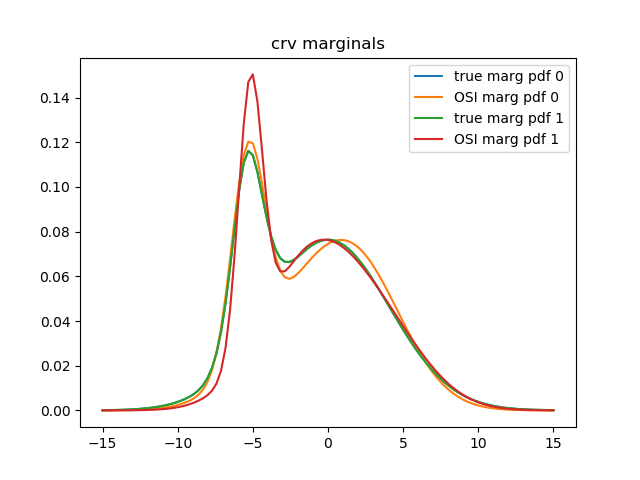 crv marginals
true marg pdf 0
OSI marg pdf 0
true marg pdf 1
OSI marg pdf 1
0.14
0.12
0.10
0.08
0.06
0.04
0.02
0.00
−15 −10 −5 0 5 10 15